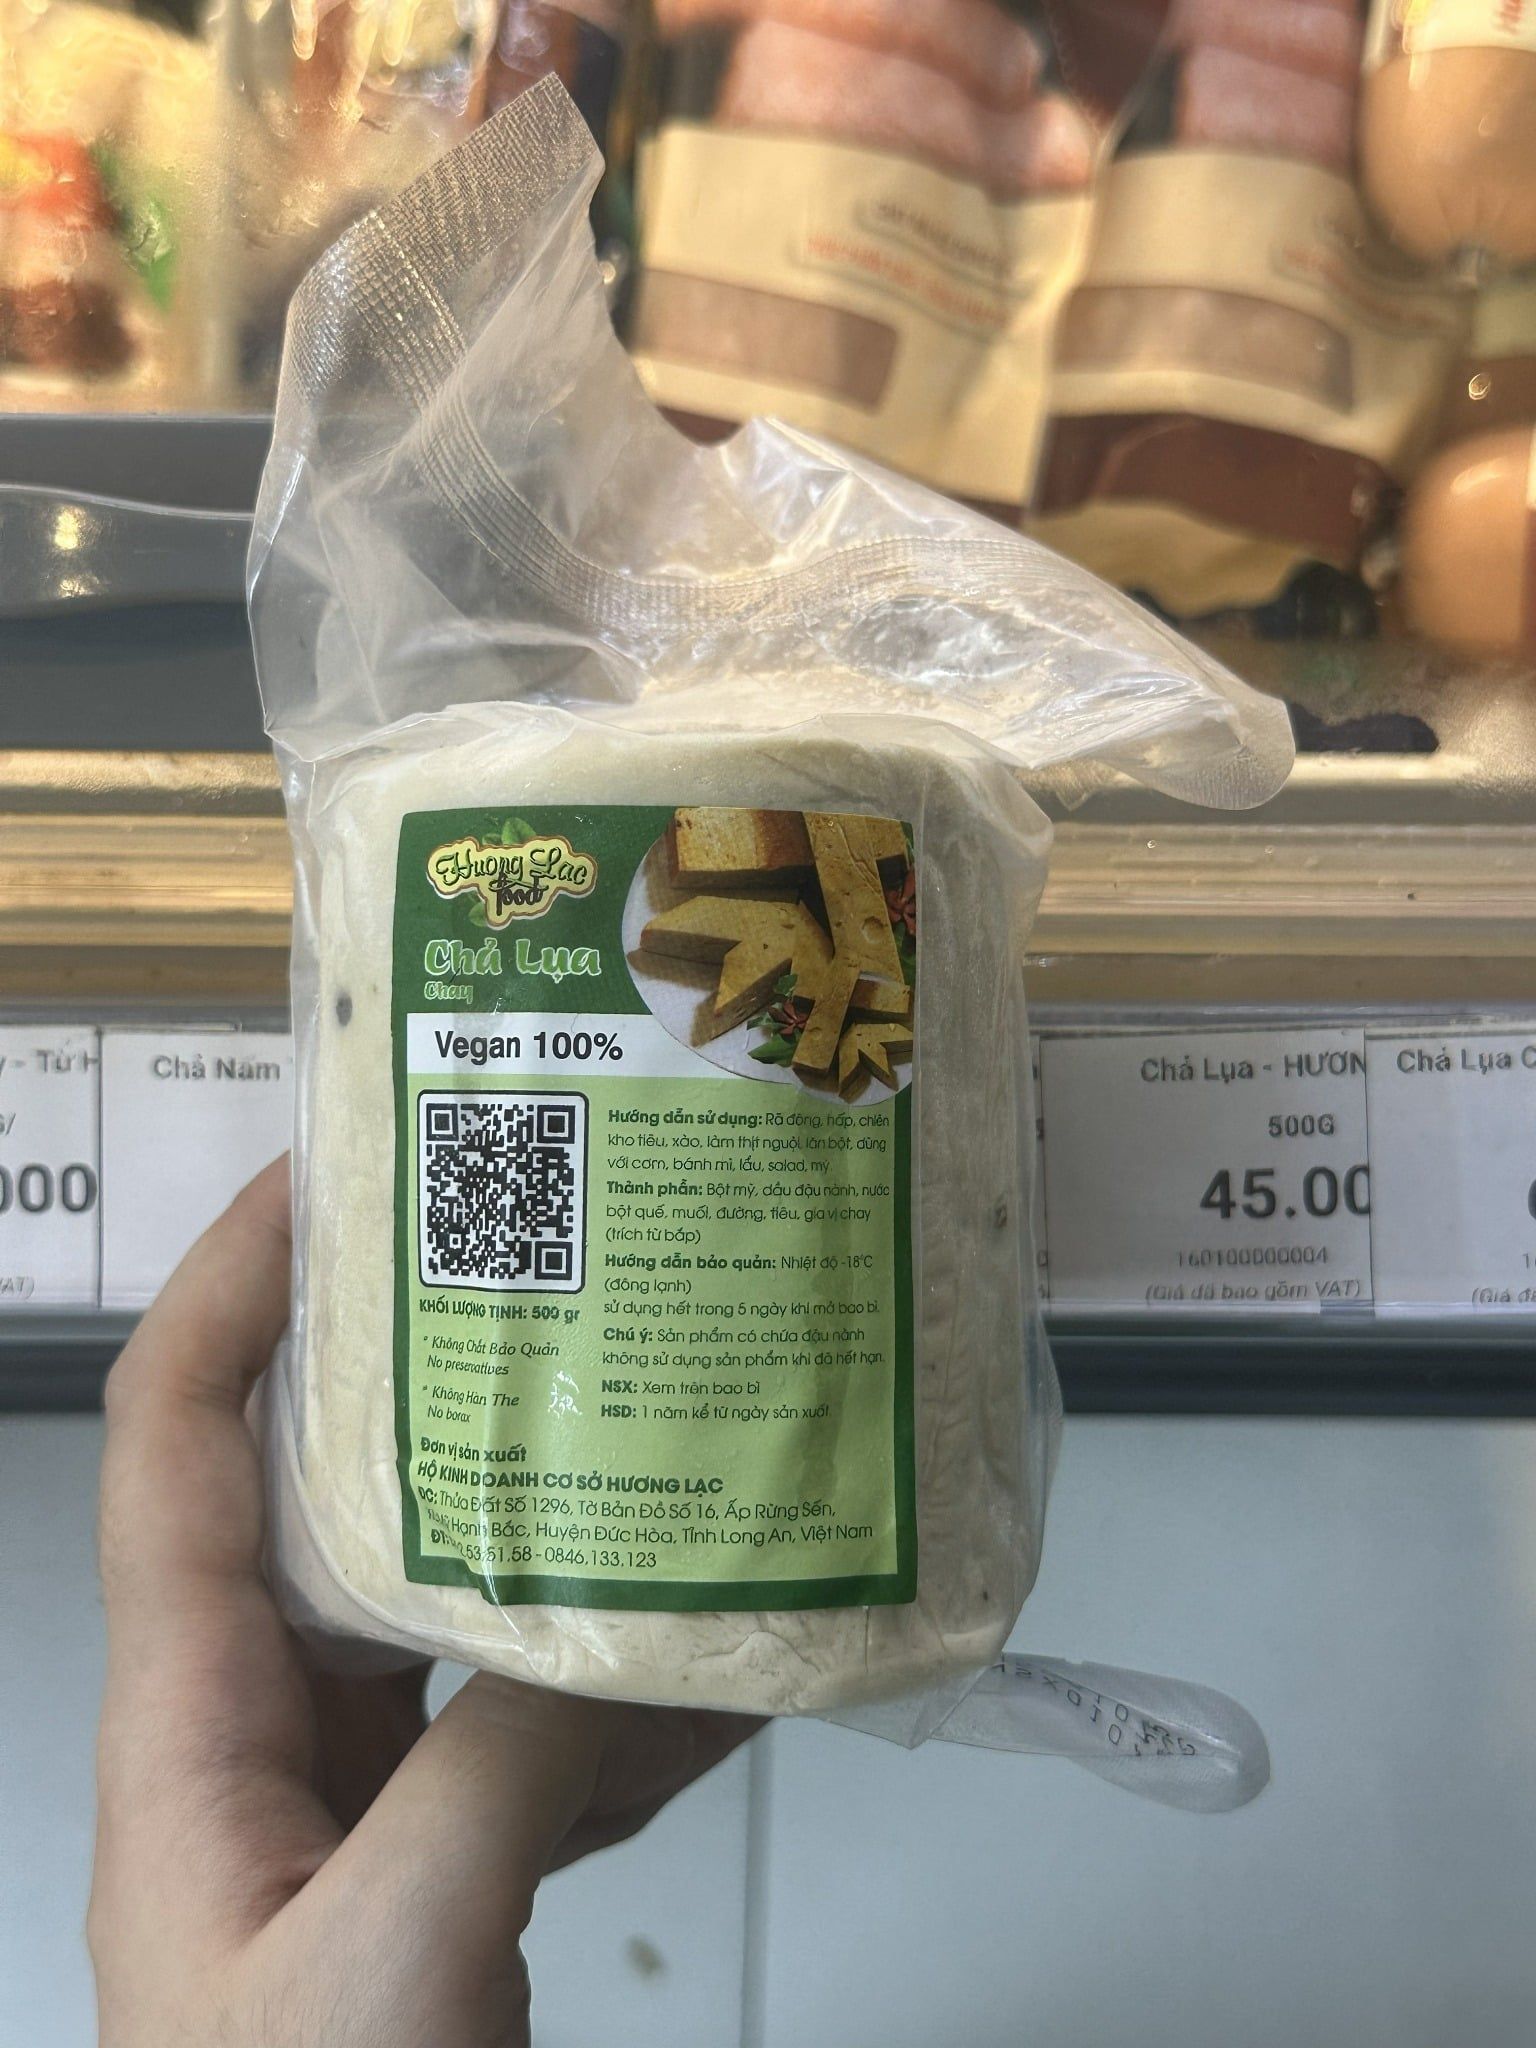 Hương Lạc
food
Chả Lụa
Chay
Vegan 100%
Hướng dẫn sử dụng: Rã đông, hấp, chiên
kho tiêu, xào, làm thịt nguội, lăn bột, dùng
với cơm, bánh mì, lẩu, salad, mỳ.
Thành phần: Bột mỳ, dầu đậu nành, nước
bột quế, muối, đường, tiêu, gia vị chay
(trích từ bắp)
Hướng dẫn bảo quản: Nhiệt độ -18°C
(đông lạnh)
sử dụng hết trong 5 ngày khi mở bao bì.
Chú ý: Sản phẩm có chứa đậu nành
không sử dụng sản phẩm khi đã hết hạn.
NSX: Xem trên bao bì
HSD: 1 năm kể từ ngày sản xuất
KHỐI LƯỢNG TỊNH: 500 gr
* Không Chất Bảo Quản
No preservatives
* Không Hàn The
No borax
Đơn vị sản xuất
HỘ KINH DOANH CƠ SỞ HƯƠNG LẠC
ĐC: Thửa Đất Số 1296, Tờ Bản Đồ Số 16, Ấp Rừng Sến,
Hạnh Bắc, Huyện Đức Hòa, Tỉnh Long An, Việt Nam
ĐT: 53.51.58 - 0846.133.123
000
Chả Nấm
Chả Lụa - HƯƠN
500G
45.00
160100000004
(Giá đã bao gồm VAT)
Chả Lụa C